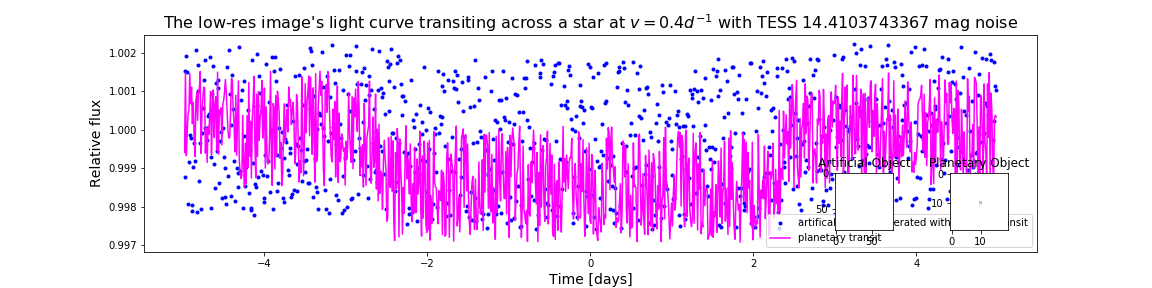 The low-res image's light curve transiting across a star at v = 0.4d⁻¹ with TESS 14.4103743367 mag noise
Relative flux
1.002
1.001
1.000
0.999
0.998
0.997
−4
−2
0
2
4
Time [days]
Artificial Object
50
0
50
Planetary Object
0
10
0
10
artificial
planetary transit